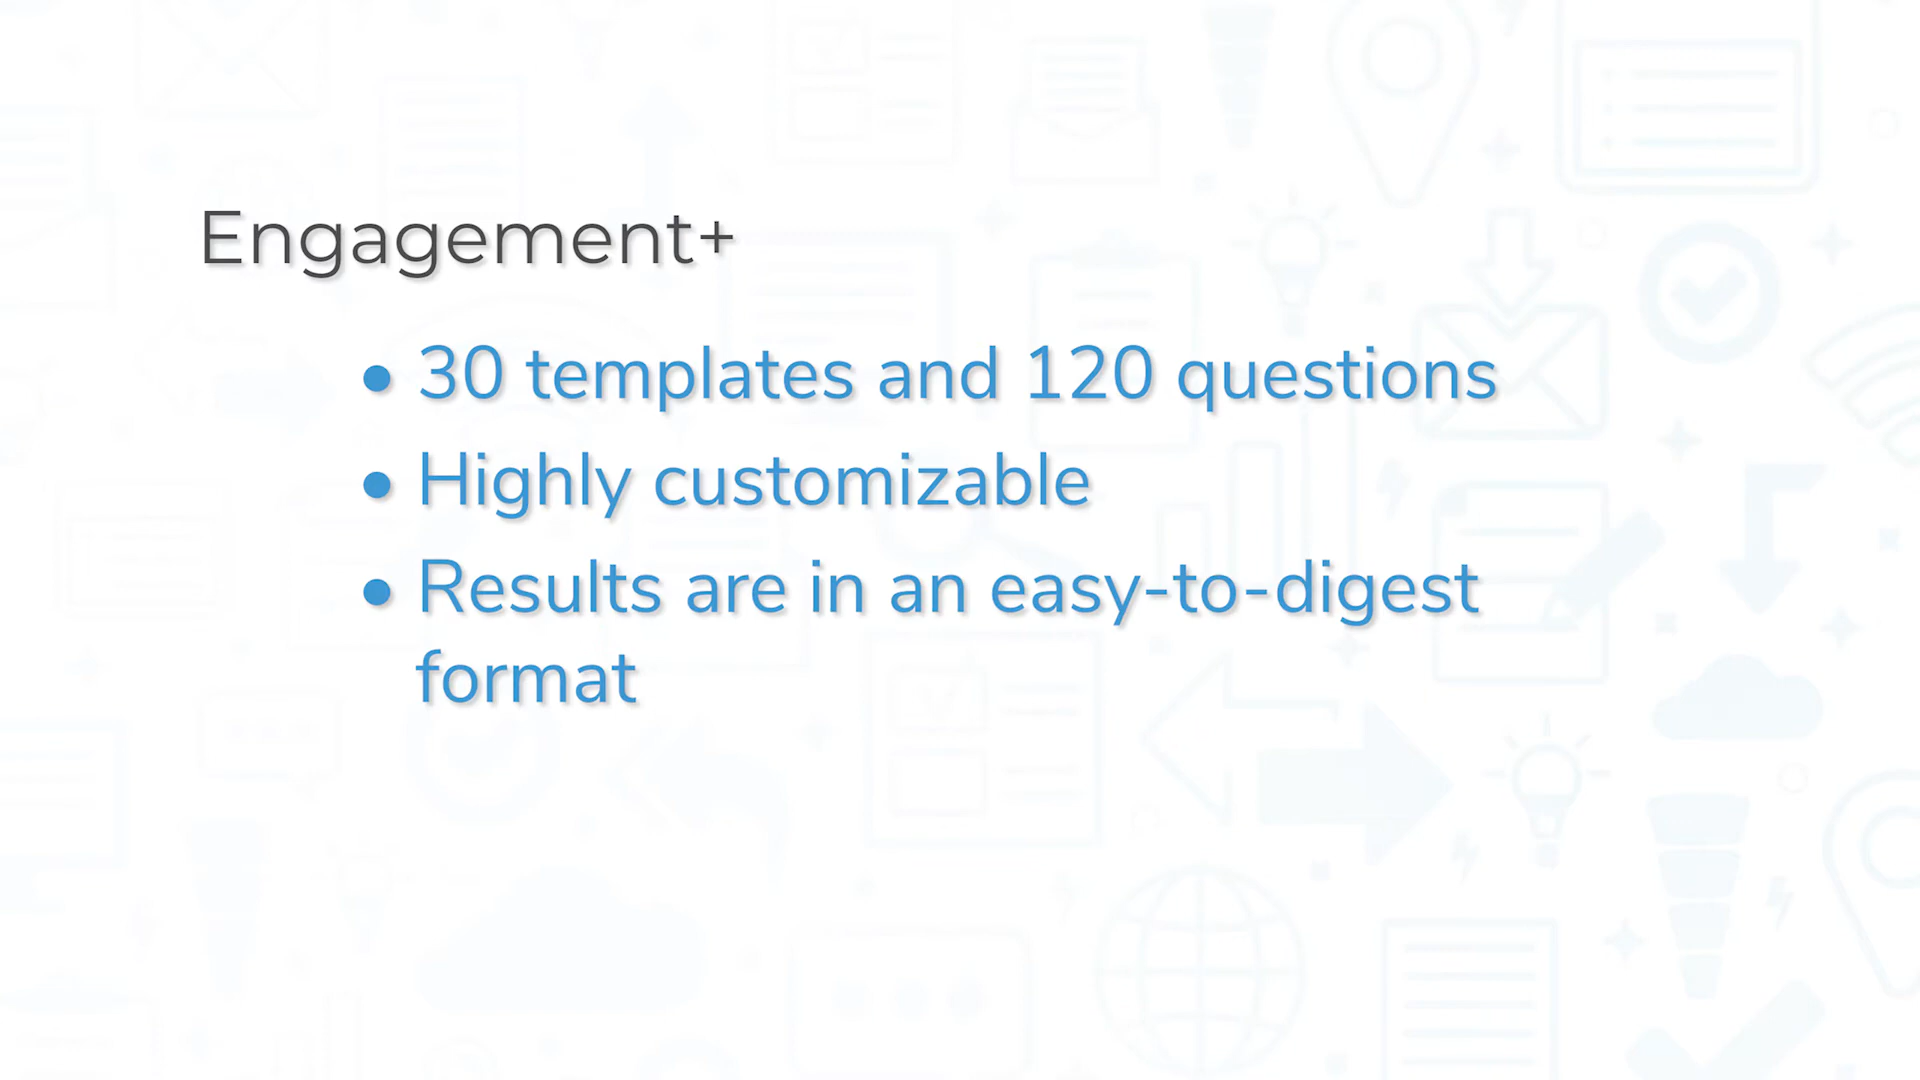 Engagement+
• 30 templates and 120 questions
• Highly customizable
• Results are in an easy-to-digest
format